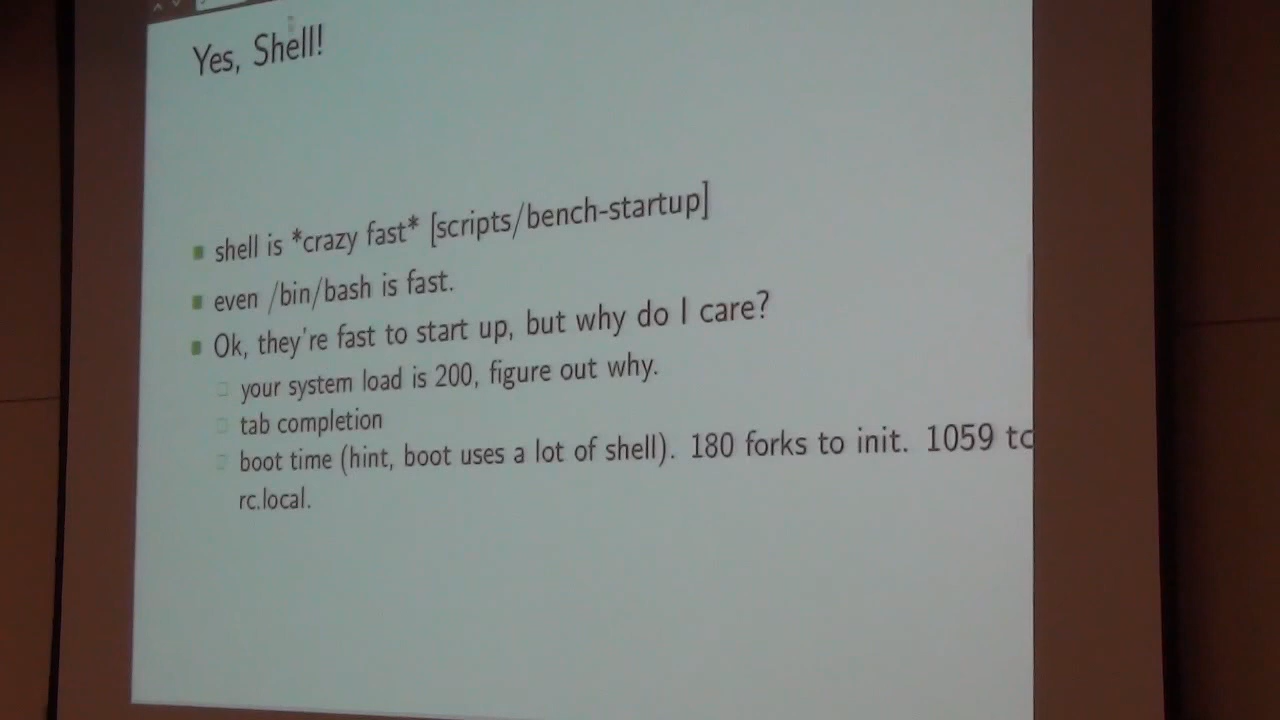 Yes, Shell!
shell is *crazy fast* [scripts/bench-startup]
even /bin/bash is fast.
Ok, they're fast to start up, but why do I care?
your system load is 200, figure out why.
tab completion
boot time (hint, boot uses a lot of shell). 180 forks to init. 1059 to
rc.local.